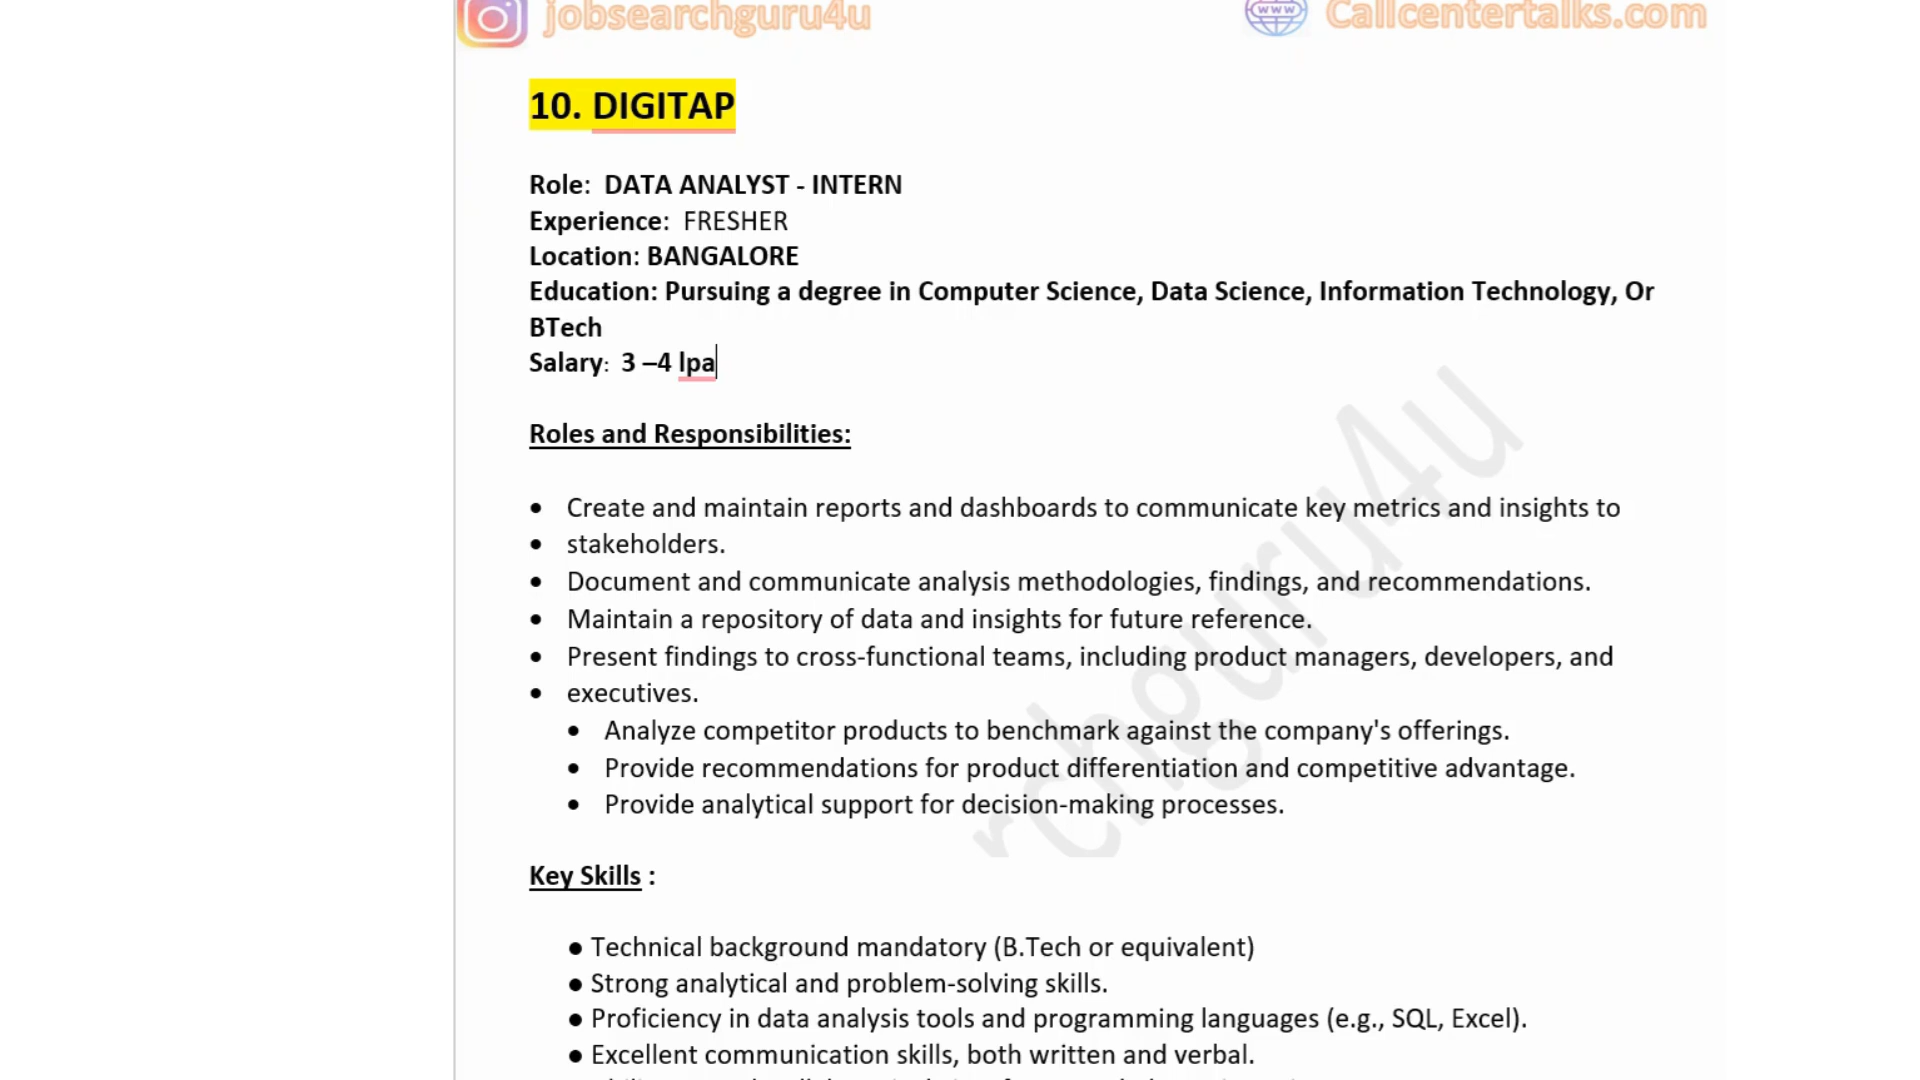 jobsearchguru4u
www
Callcentertalks.com
10. DIGITAP
Role: DATA ANALYST - INTERN
Experience: FRESHER
Location: BANGALORE
Education: Pursuing a degree in Computer Science, Data Science, Information Technology, Or
BTech
Salary: 3 –4 lpa
Roles and Responsibilities:
• Create and maintain reports and dashboards to communicate key metrics and insights to
• stakeholders.
• Document and communicate analysis methodologies, findings, and recommendations.
• Maintain a repository of data and insights for future reference.
• Present findings to cross-functional teams, including product managers, developers, and
• executives.
• Analyze competitor products to benchmark against the company's offerings.
• Provide recommendations for product differentiation and competitive advantage.
• Provide analytical support for decision-making processes.
rchguru4u
Key Skills :
● Technical background mandatory (B.Tech or equivalent)
● Strong analytical and problem-solving skills.
● Proficiency in data analysis tools and programming languages (e.g., SQL, Excel).
● Excellent communication skills, both written and verbal.